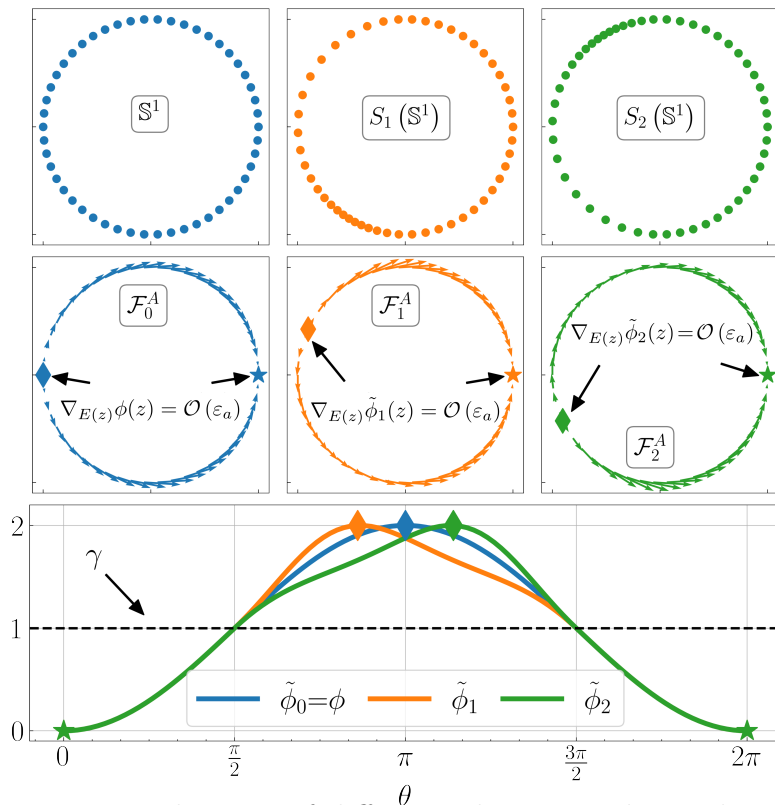 𝕊¹
S₁ (𝕊¹)
S₂ (𝕊¹)
ℱ₀ᴬ
ℱ₁ᴬ
∇_{E(z)}ϕ̃₂(z)=𝒪(ε_a)
∇_{E(z)}ϕ(z) = 𝒪(ε_a)
∇_{E(z)}ϕ̃₁(z) = 𝒪(ε_a)
ℱ₂ᴬ
2
γ
1
ϕ̃₀=ϕ
ϕ̃₁
ϕ̃₂
0
0
π/2
π
3π/2
2π
θ